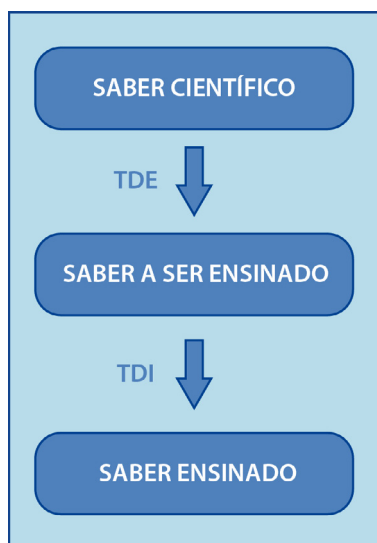 SABER CIENTÍFICO
TDE
SABER A SER ENSINADO
TDI
SABER ENSINADO